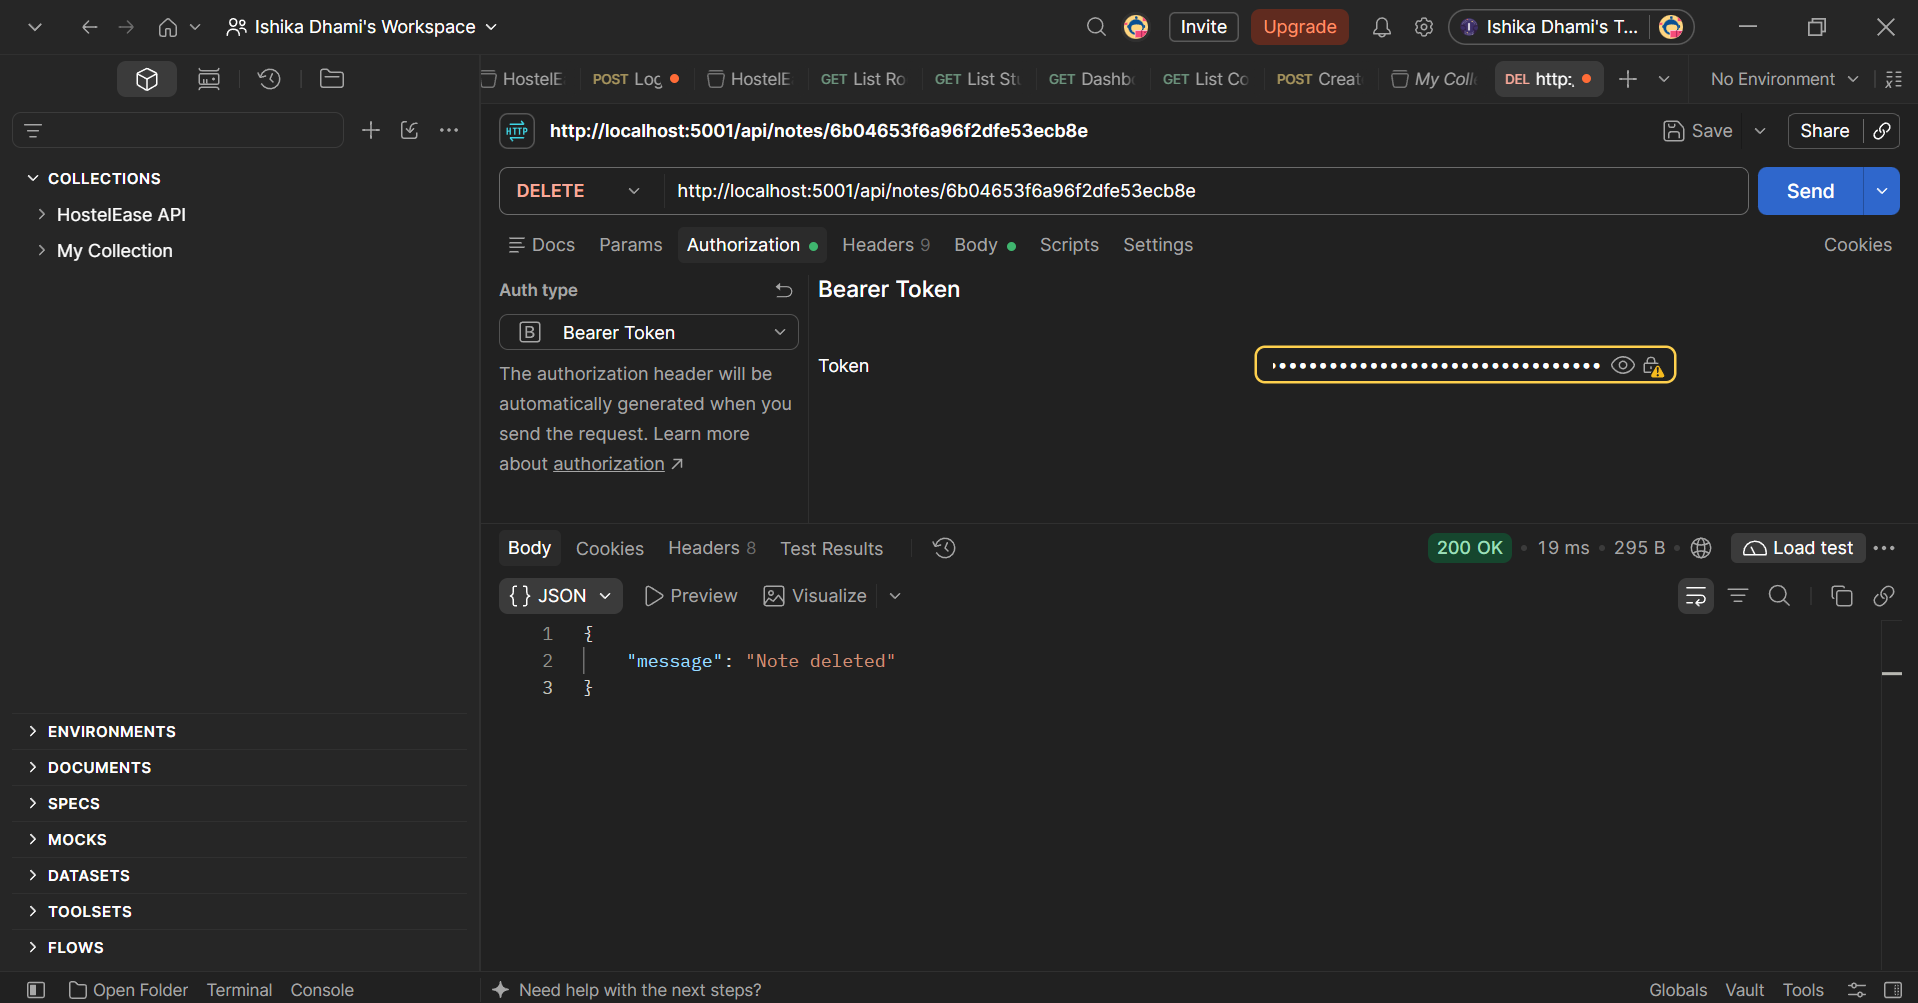 Ishika Dhami's Workspace
Invite
Upgrade
Ishika Dhami's T...
HostelE
POST Log
HostelE
GET List Ro
GET List Stu
GET Dashb
GET List Co
POST Creat
My Coll
DEL http:
No Environment
HTTP
http://localhost:5001/api/notes/6b04653f6a96f2dfe53ecb8e
Save
Share
COLLECTIONS
HostelEase API
My Collection
DELETE
http://localhost:5001/api/notes/6b04653f6a96f2dfe53ecb8e
Send
Docs
Params
Authorization
Headers 9
Body
Scripts
Settings
Cookies
Auth type
B Bearer Token
The authorization header will be
automatically generated when you
send the request. Learn more
about authorization
Bearer Token
Token
Body
Cookies
Headers 8
Test Results
200 OK
19 ms
295 B
Load test
{ } JSON
Preview
Visualize
1 {
2 "message": "Note deleted"
3 }
ENVIRONMENTS
DOCUMENTS
SPECS
MOCKS
DATASETS
TOOLSETS
FLOWS
Open Folder
Terminal
Console
Need help with the next steps?
Globals
Vault
Tools